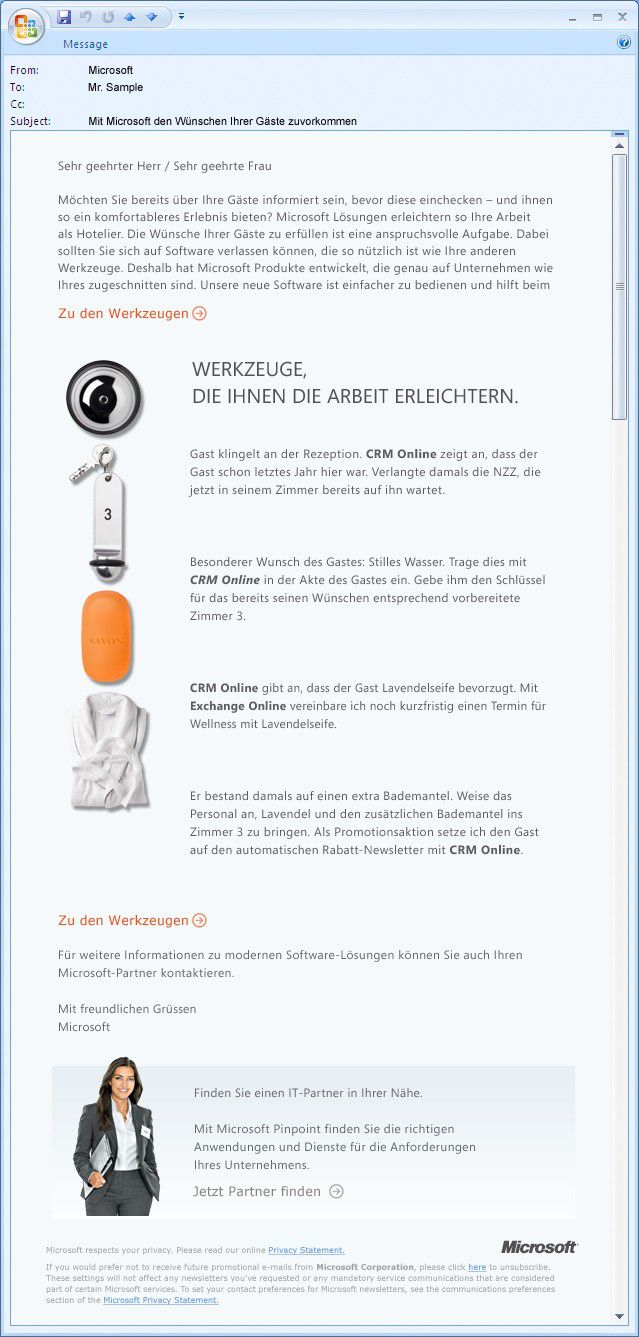 Message
From: Microsoft
To: Mr. Sample
Cc:
Subject: Mit Microsoft den Wünschen Ihrer Gäste zuvorkommen
Sehr geehrter Herr / Sehr geehrte Frau
Möchten Sie bereits über Ihre Gäste informiert sein, bevor diese einchecken – und ihnen
so ein komfortableres Erlebnis bieten? Microsoft Lösungen erleichtern so Ihre Arbeit
als Hotelier. Die Wünsche Ihrer Gäste zu erfüllen ist eine anspruchsvolle Aufgabe. Dabei
sollten Sie sich auf Software verlassen können, die so nützlich ist wie Ihre anderen
Werkzeuge. Deshalb hat Microsoft Produkte entwickelt, die genau auf Unternehmen wie
Ihres zugeschnitten sind. Unsere neue Software ist einfacher zu bedienen und hilft beim
Zu den Werkzeugen
WERKZEUGE,
DIE IHNEN DIE ARBEIT ERLEICHTERN.
Gast klingelt an der Rezeption. CRM Online zeigt an, dass der
Gast schon letztes Jahr hier war. Verlangte damals die NZZ, die
jetzt in seinem Zimmer bereits auf ihn wartet.
3
Besonderer Wunsch des Gastes: Stilles Wasser. Trage dies mit
CRM Online in der Akte des Gastes ein. Gebe ihm den Schlüssel
für das bereits seinen Wünschen entsprechend vorbereitete
Zimmer 3.
SAVON
CRM Online gibt an, dass der Gast Lavendelseife bevorzugt. Mit
Exchange Online vereinbare ich noch kurzfristig einen Termin für
Wellness mit Lavendelseife.
Er bestand damals auf einen extra Bademantel. Weise das
Personal an, Lavendel und den zusätzlichen Bademantel ins
Zimmer 3 zu bringen. Als Promotionsaktion setze ich den Gast
auf den automatischen Rabatt-Newsletter mit CRM Online.
Zu den Werkzeugen
Für weitere Informationen zu modernen Software-Lösungen können Sie auch Ihren
Microsoft-Partner kontaktieren.
Mit freundlichen Grüssen
Microsoft
Finden Sie einen IT-Partner in Ihrer Nähe.
Mit Microsoft Pinpoint finden Sie die richtigen
Anwendungen und Dienste für die Anforderungen
Ihres Unternehmens.
Jetzt Partner finden
Microsoft
Microsoft respects your privacy. Please read our online Privacy Statement.
If you would prefer not to receive future promotional e-mails from Microsoft Corporation, please click here to unsubscribe.
These settings will not affect any newsletters you've requested or any mandatory service communications that are considered
part of certain Microsoft services. To set your contact preferences for Microsoft newsletters, see the communications preferences
section of the Microsoft Privacy Statement.